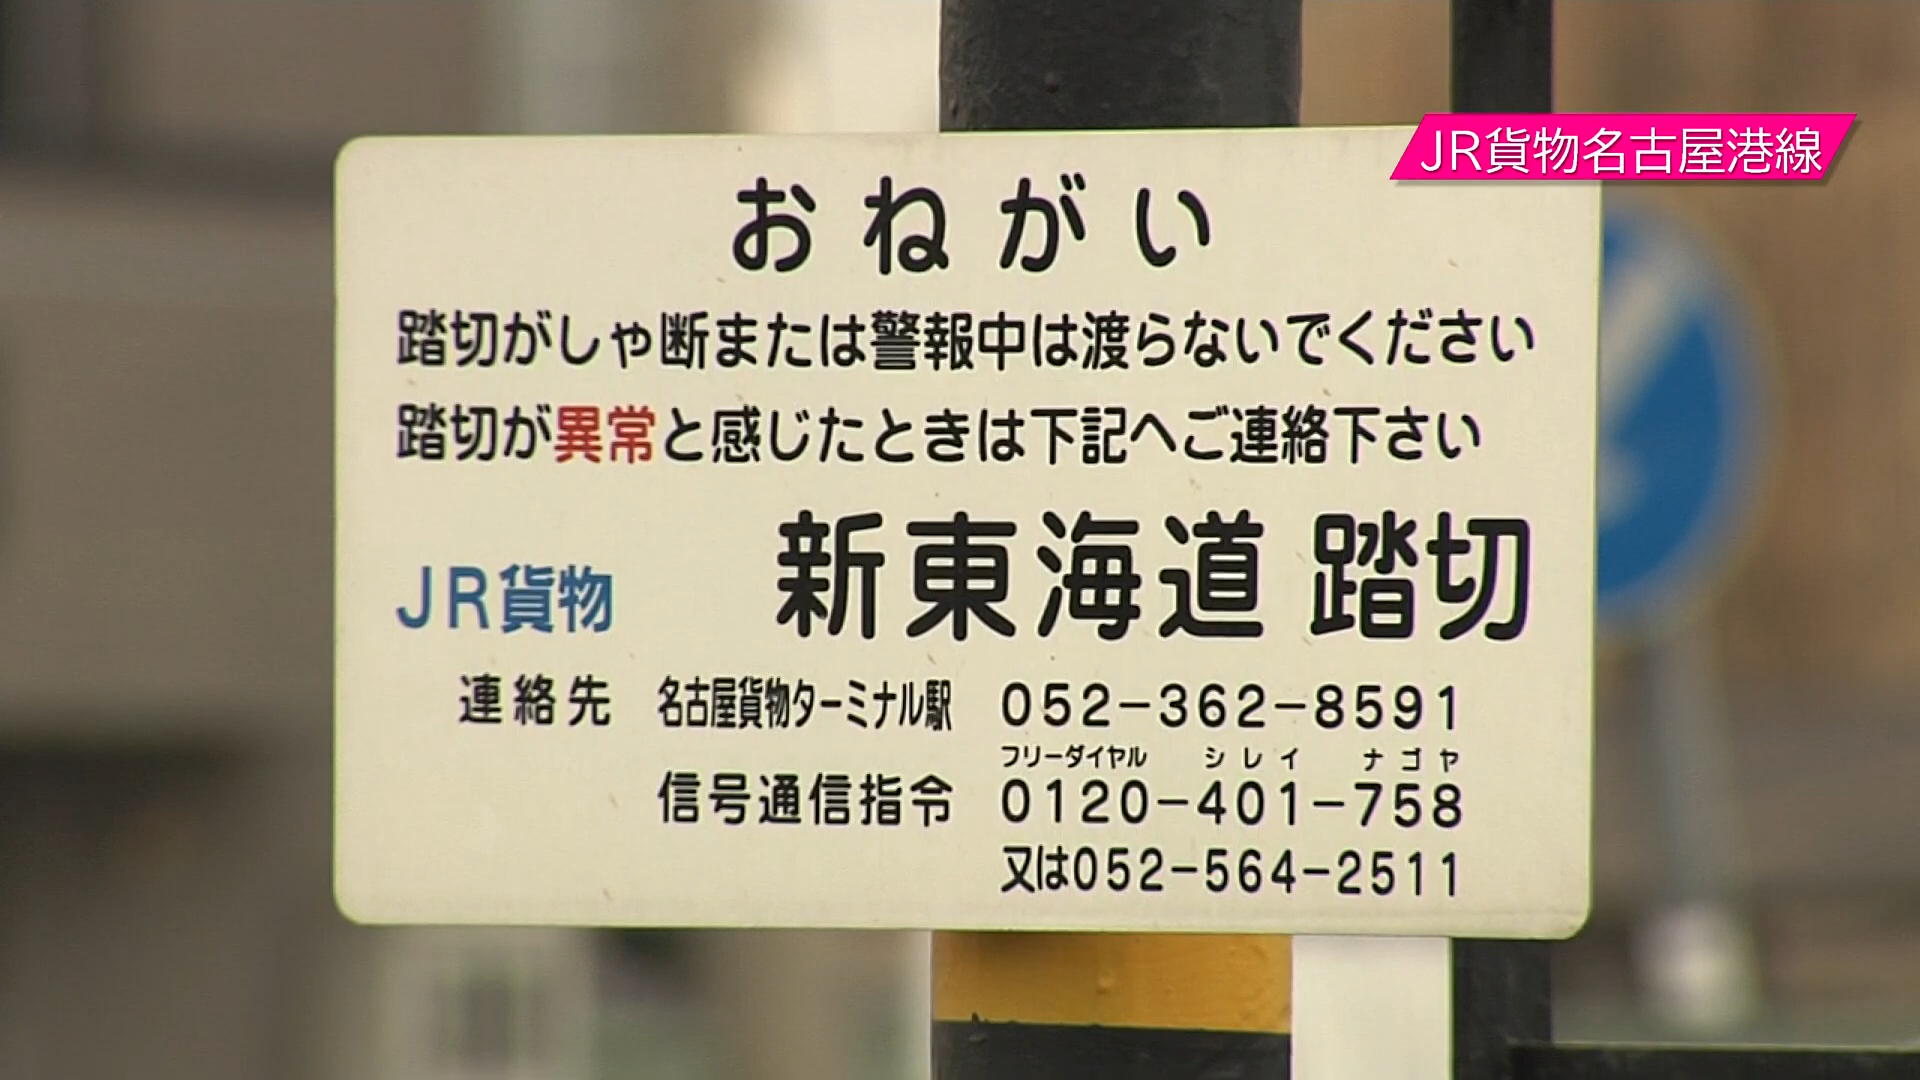 JR貨物名古屋港線
おねがい
踏切がしゃ断または警報中は渡らないでください
踏切が異常と感じたときは下記へご連絡下さい
JR貨物 新東海道 踏切
連絡先 名古屋貨物ターミナル駅 052-362-8591
フリーダイヤル シレイ ナゴヤ
信号通信指令 0120-401-758
又は052-564-2511